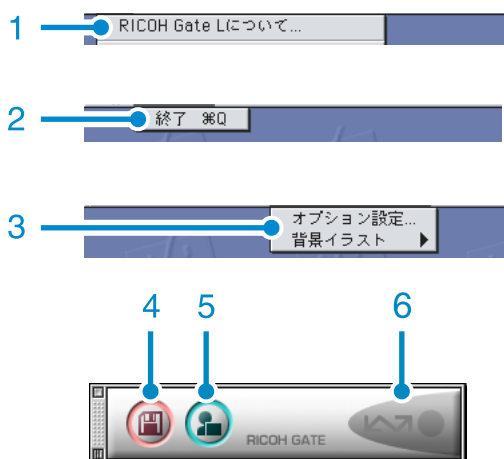 1
RICOH Gate Lについて...
2
終了 ⌘Q
3
オプション設定...
背景イラスト
4 5 6
RICOH GATE